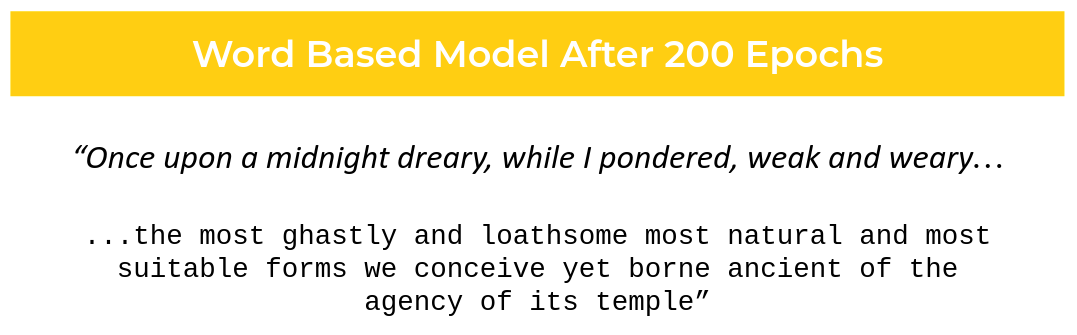 Word Based Model After 200 Epochs
“Once upon a midnight dreary, while I pondered, weak and weary…
...the most ghastly and loathsome most natural and most
suitable forms we conceive yet borne ancient of the
agency of its temple”